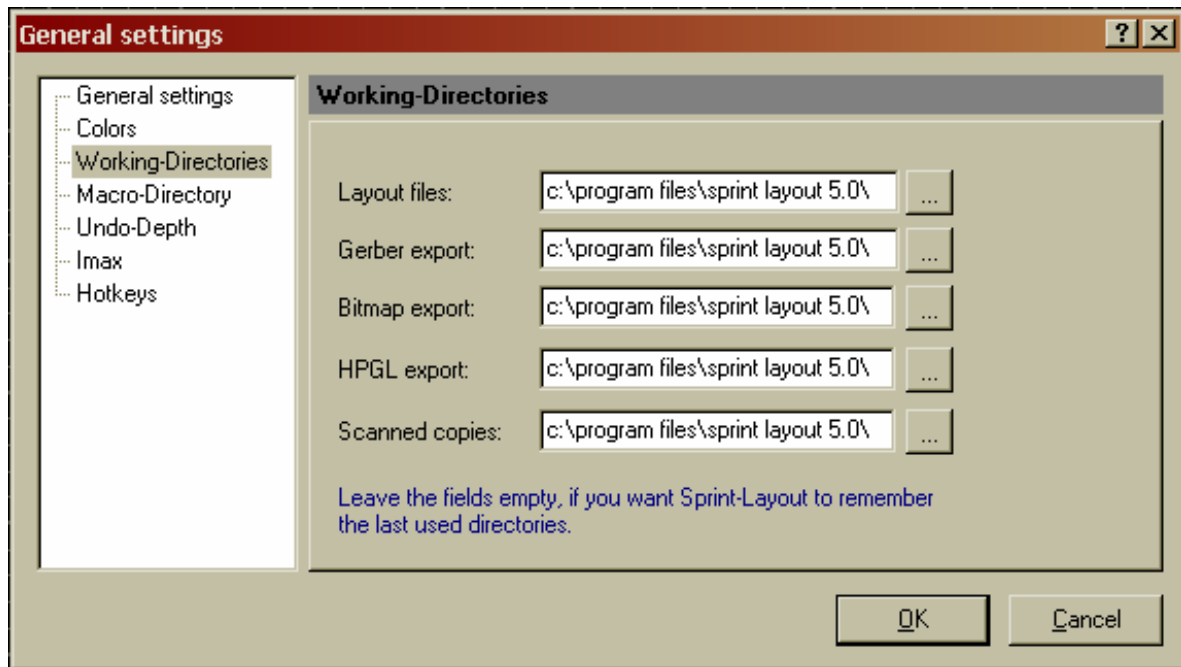 General settings
General settings
Colors
Working-Directories
Macro-Directory
Undo-Depth
Imax
Hotkeys
Working-Directories
Layout files: c:\program files\sprint layout 5.0\ ...
Gerber export: c:\program files\sprint layout 5.0\ ...
Bitmap export: c:\program files\sprint layout 5.0\ ...
HPGL export: c:\program files\sprint layout 5.0\ ...
Scanned copies: c:\program files\sprint layout 5.0\ ...
Leave the fields empty, if you want Sprint-Layout to remember
the last used directories.
OK Cancel